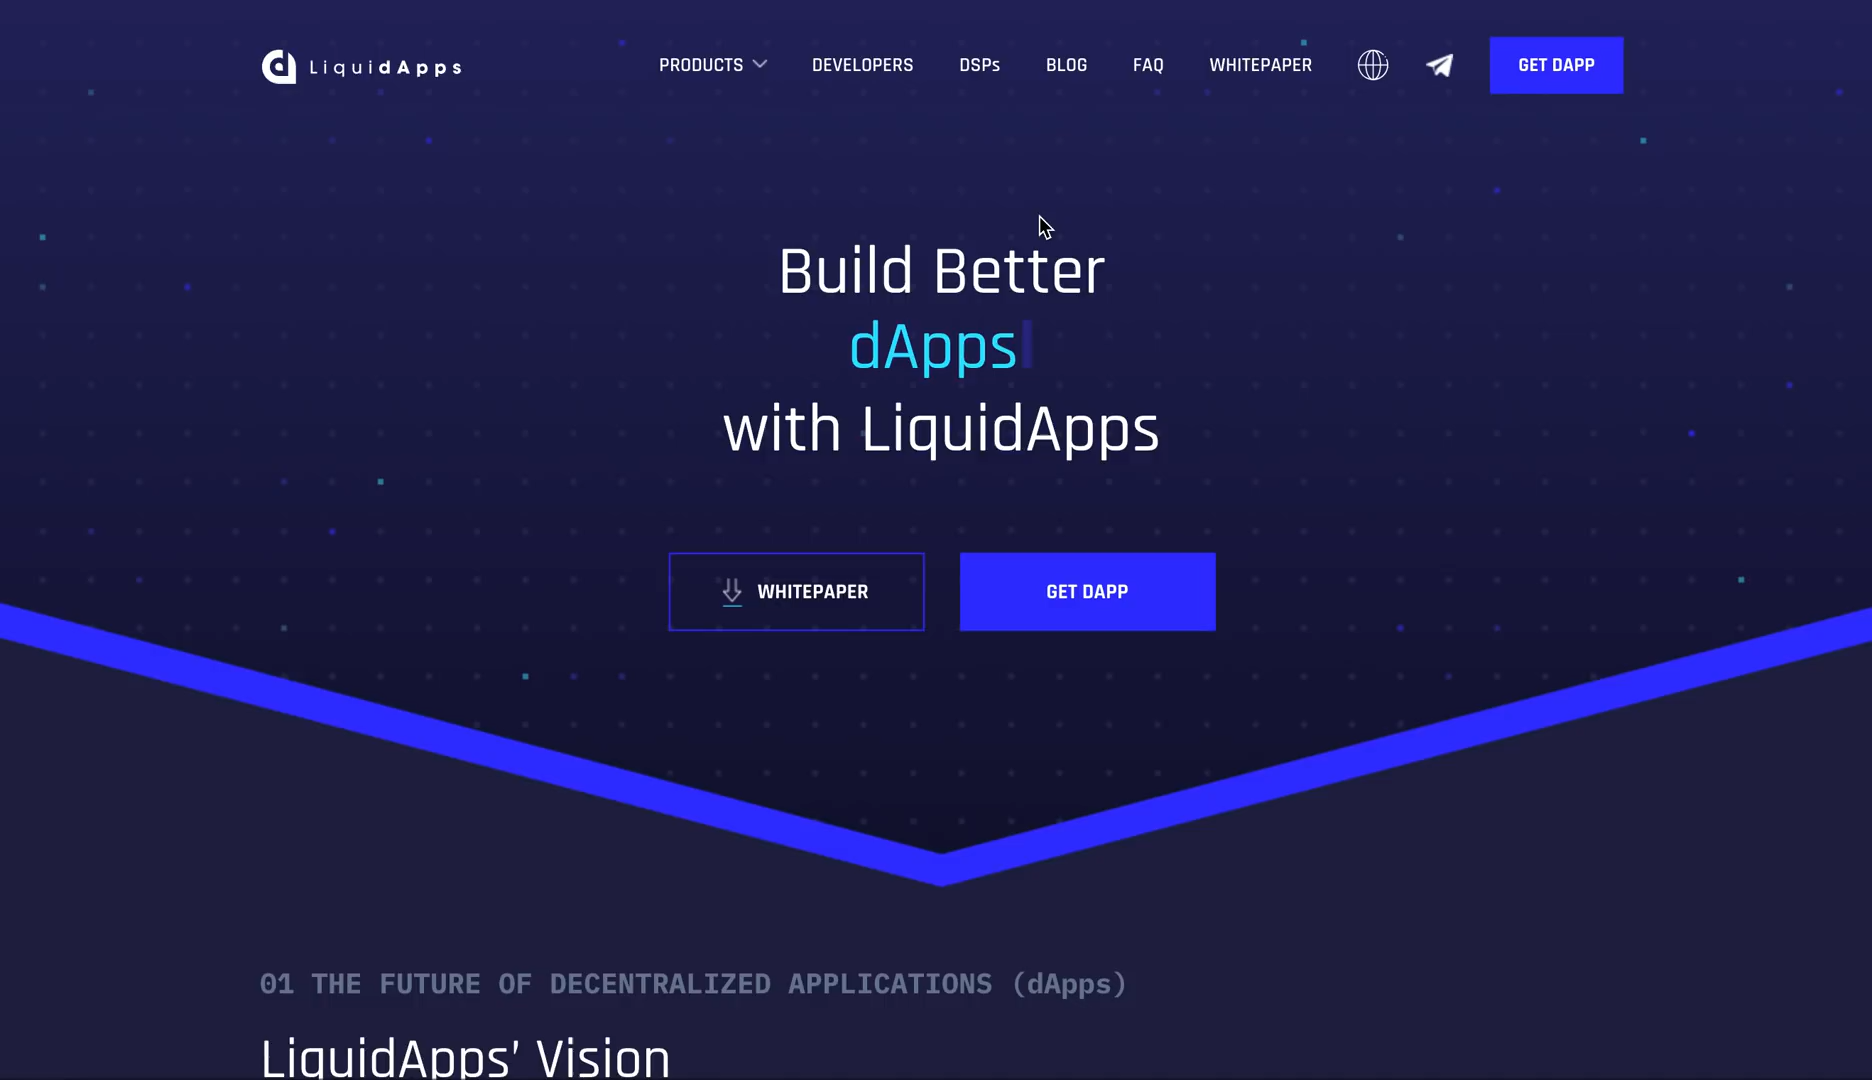 LiquidApps
PRODUCTS DEVELOPERS DSPs BLOG FAQ WHITEPAPER GET DAPP
Build Better
dApps
with LiquidApps
WHITEPAPER GET DAPP
01 THE FUTURE OF DECENTRALIZED APPLICATIONS (dApps)
LiquidApps’ Vision